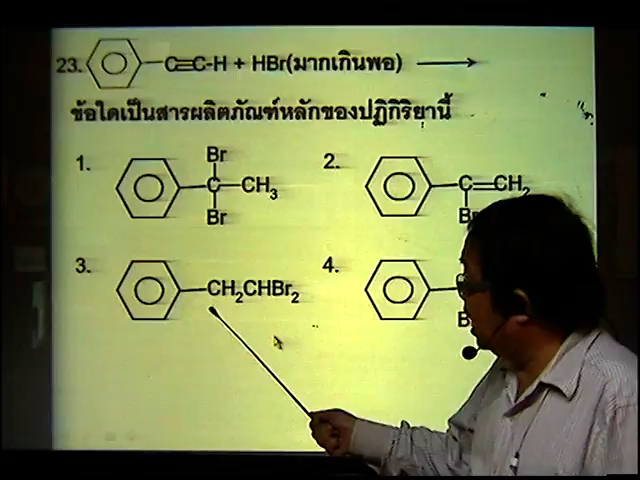 23. C≡C-H + HBr(มากเกินพอ) →
ข้อใดเป็นสารผลิตภัณฑ์หลักของปฏิกิริยานี้
1. Br
C—CH₃
Br
2. C=CH₂
3. CH₂CHBr₂
4.